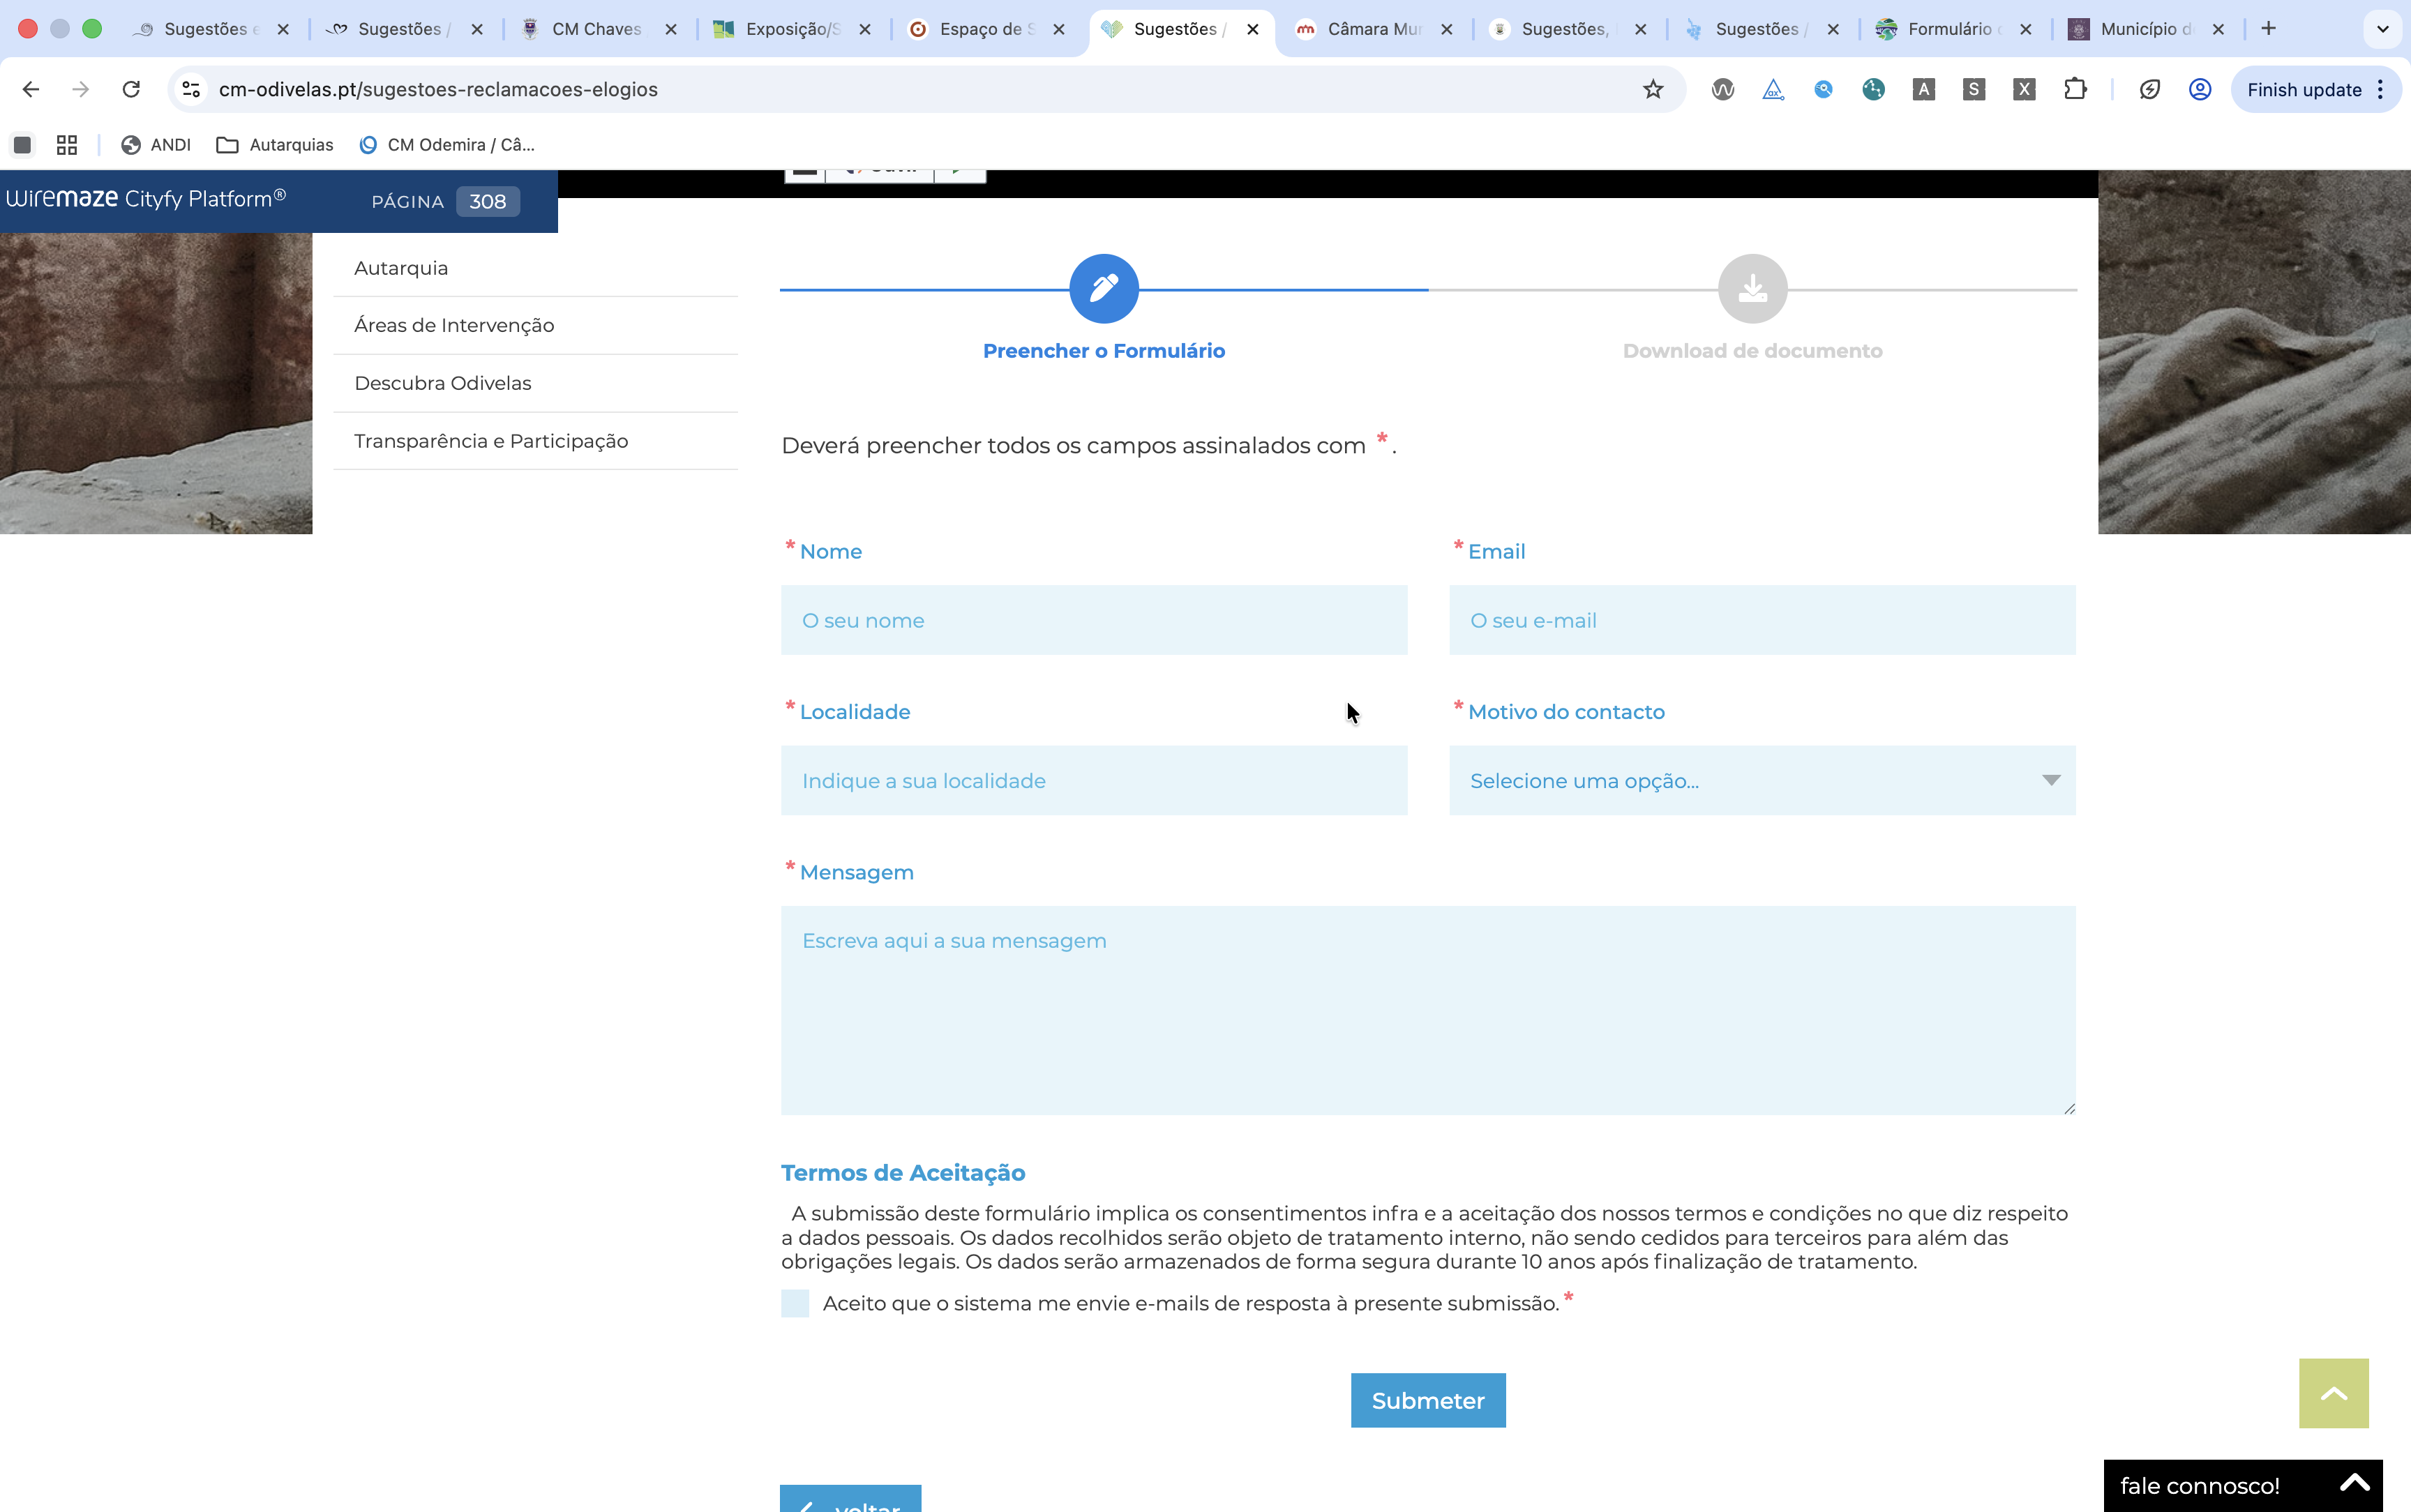 Sugestões e
Sugestões /
CM Chaves
Exposição/S
Espaço de S
Sugestões /
Câmara Mun
Sugestões,
Sugestões /
Formulário d
Município d
cm-odivelas.pt/sugestoes-reclamacoes-elogios
Finish update
ANDI
Autarquias
CM Odemira / Câ...
wiremaze Cityfy Platform®
PÁGINA 308
Autarquia
Áreas de Intervenção
Descubra Odivelas
Transparência e Participação
Preencher o Formulário
Download de documento
Deverá preencher todos os campos assinalados com *.
* Nome
* Email
O seu nome
O seu e-mail
* Localidade
* Motivo do contacto
Indique a sua localidade
Selecione uma opção...
* Mensagem
Escreva aqui a sua mensagem
Termos de Aceitação
A submissão deste formulário implica os consentimentos infra e a aceitação dos nossos termos e condições no que diz respeito
a dados pessoais. Os dados recolhidos serão objeto de tratamento interno, não sendo cedidos para terceiros para além das
obrigações legais. Os dados serão armazenados de forma segura durante 10 anos após finalização de tratamento.
Aceito que o sistema me envie e-mails de resposta à presente submissão. *
Submeter
voltar
fale connosco!